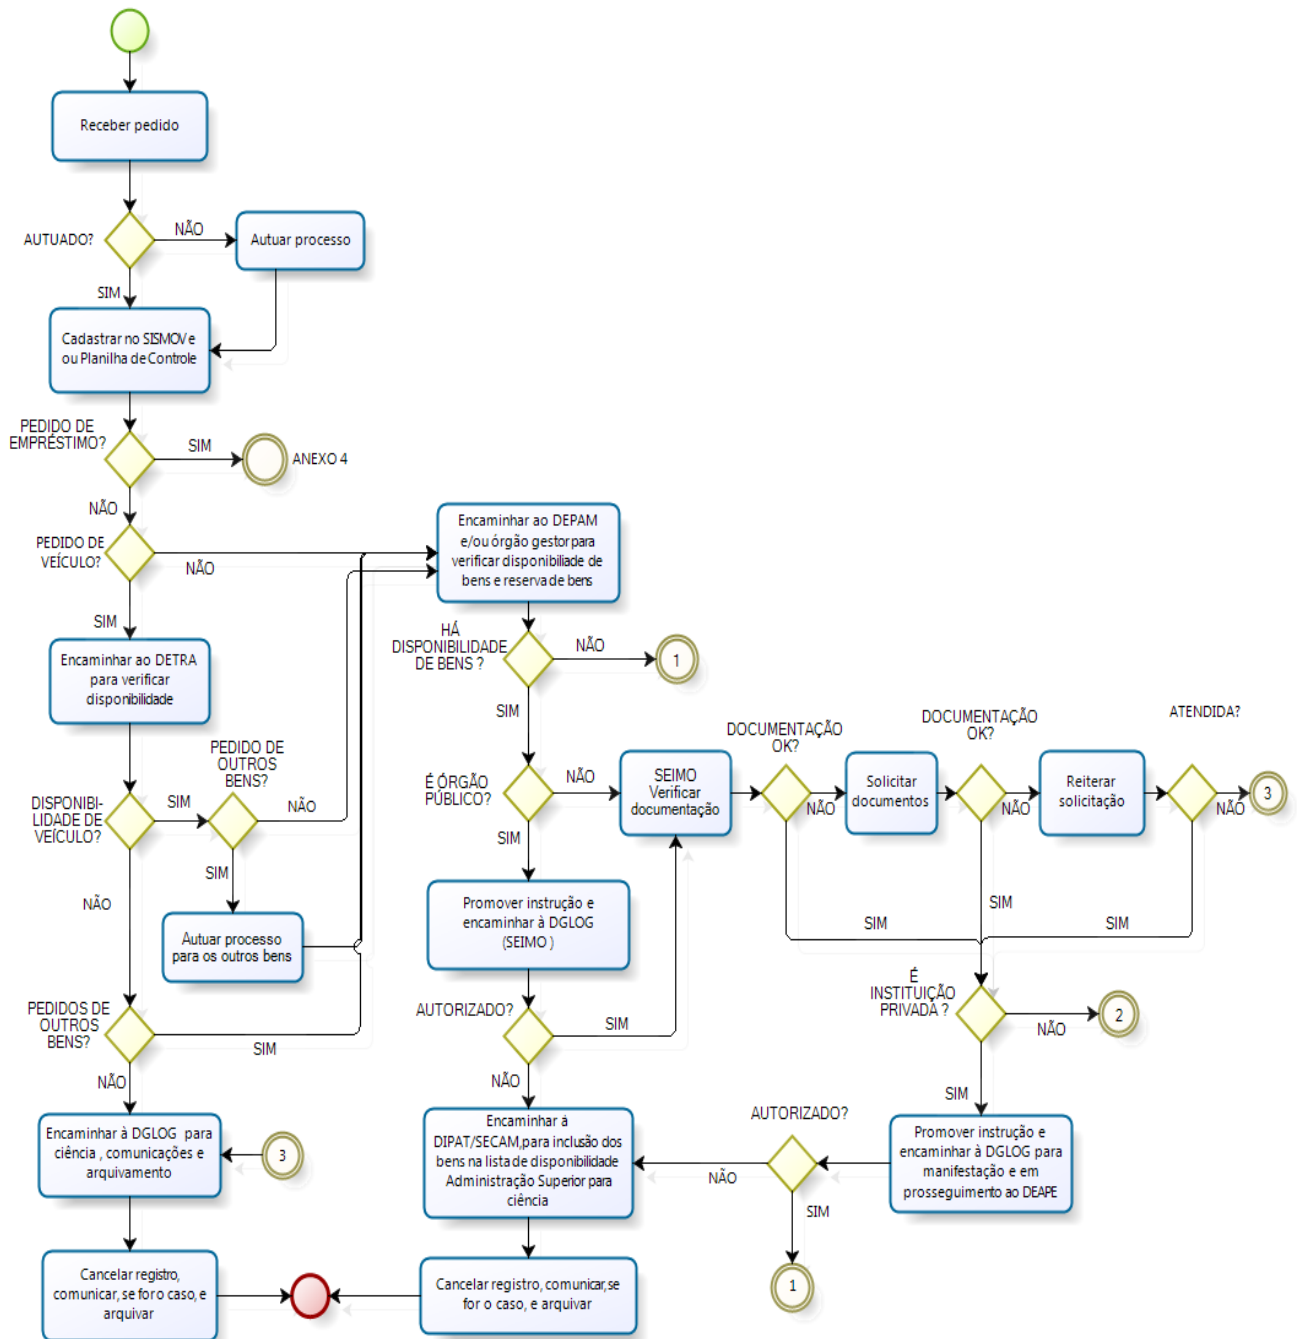 Receber pedido
AUTUADO?
NÃO
Autuar processo
SIM
Cadastrar no SISMOV e
ou Planilha de Controle
PEDIDO DE
EMPRÉSTIMO?
SIM
ANEXO 4
NÃO
PEDIDO DE
VEÍCULO?
NÃO
SIM
Encaminhar ao DETRA
para verificar
disponibilidade
DISPONIBI-
LIDADE DE
VEÍCULO?
SIM
PEDIDO DE
OUTROS
BENS?
NÃO
SIM
Autuar processo
para os outros bens
NÃO
PEDIDOS DE
OUTROS
BENS?
SIM
NÃO
Encaminhar à DGLOG para
ciência , comunicações e
arquivamento
3
Cancelar registro,
comunicar, se for o caso, e
arquivar
Encaminhar ao DEPAM
e/ou órgão gestor para
verificar disponibiliade de
bens e reserva de bens
HÁ
DISPONIBILIDADE
DE BENS ?
NÃO
1
SIM
É ÓRGÃO
PÚBLICO?
NÃO
SIM
SEIMO
Verificar
documentação
DOCUMENTAÇÃO
OK?
NÃO
Solicitar
documentos
DOCUMENTAÇÃO
OK?
NÃO
Reiterar
solicitação
ATENDIDA?
NÃO
3
SIM
SIM
SIM
Promover instrução e
encaminhar à DGLOG
(SEIMO )
AUTORIZADO?
SIM
NÃO
É
INSTITUIÇÃO
PRIVADA ?
NÃO
2
SIM
Promover instrução e
encaminhar à DGLOG para
manifestação e em
prosseguimento ao DEAPE
AUTORIZADO?
NÃO
SIM
1
Encaminhar á
DIPAT/SECAM,para inclusão dos
bens na lista de disponibilidade
Administração Superior para
ciência
Cancelar registro, comunicar, se
for o caso, e arquivar